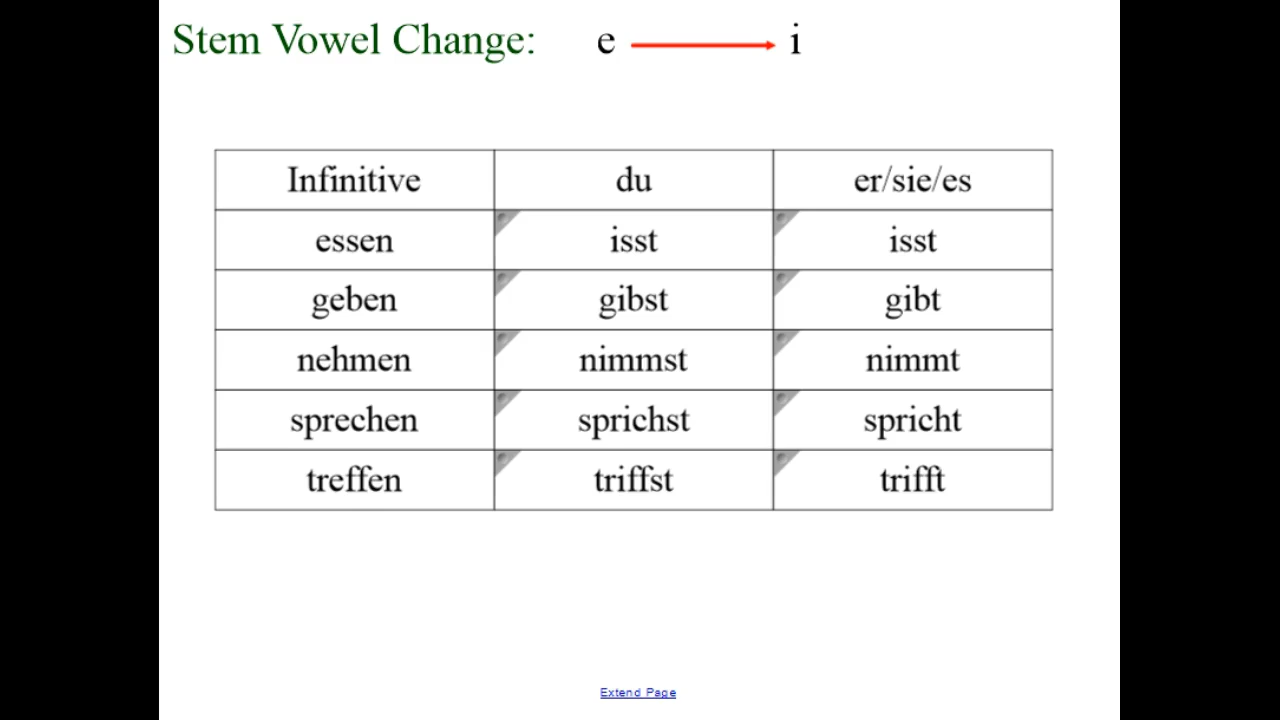 Stem Vowel Change: e i
Infinitive du er/sie/es
essen isst isst
geben gibst gibt
nehmen nimmst nimmt
sprechen sprichst spricht
treffen triffst trifft
Extend Page